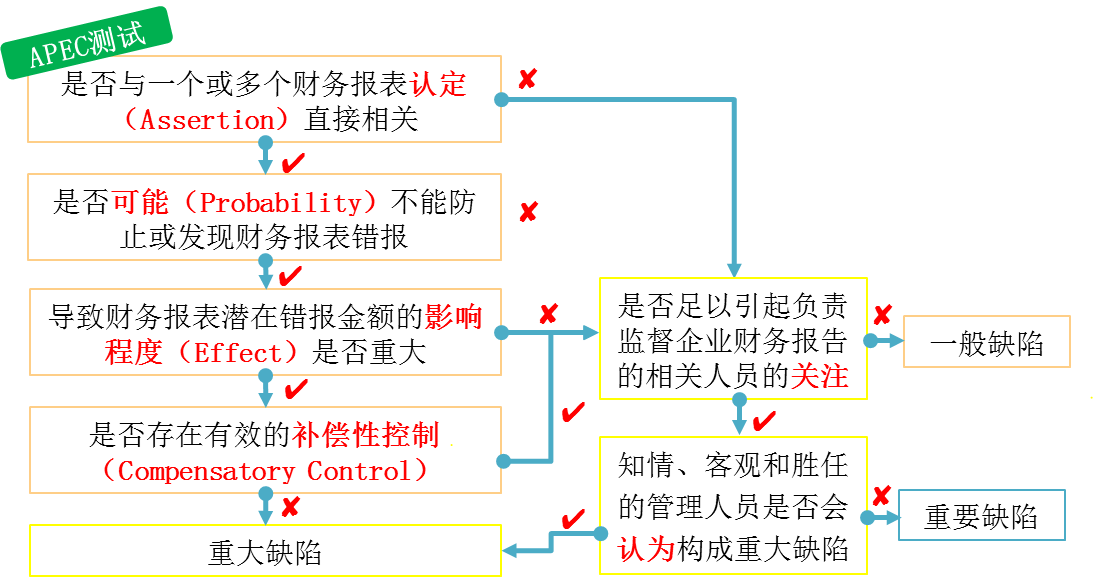 APEC测试
是否与一个或多个财务报表认定
（Assertion）直接相关
是否可能（Probability）不能防
止或发现财务报表错报
导致财务报表潜在错报金额的影响
程度（Effect）是否重大
是否存在有效的补偿性控制
（Compensatory Control）
重大缺陷
是否足以引起负责
监督企业财务报告
的相关人员的关注
一般缺陷
知情、客观和胜任
的管理人员是否会
认为构成重大缺陷
重要缺陷